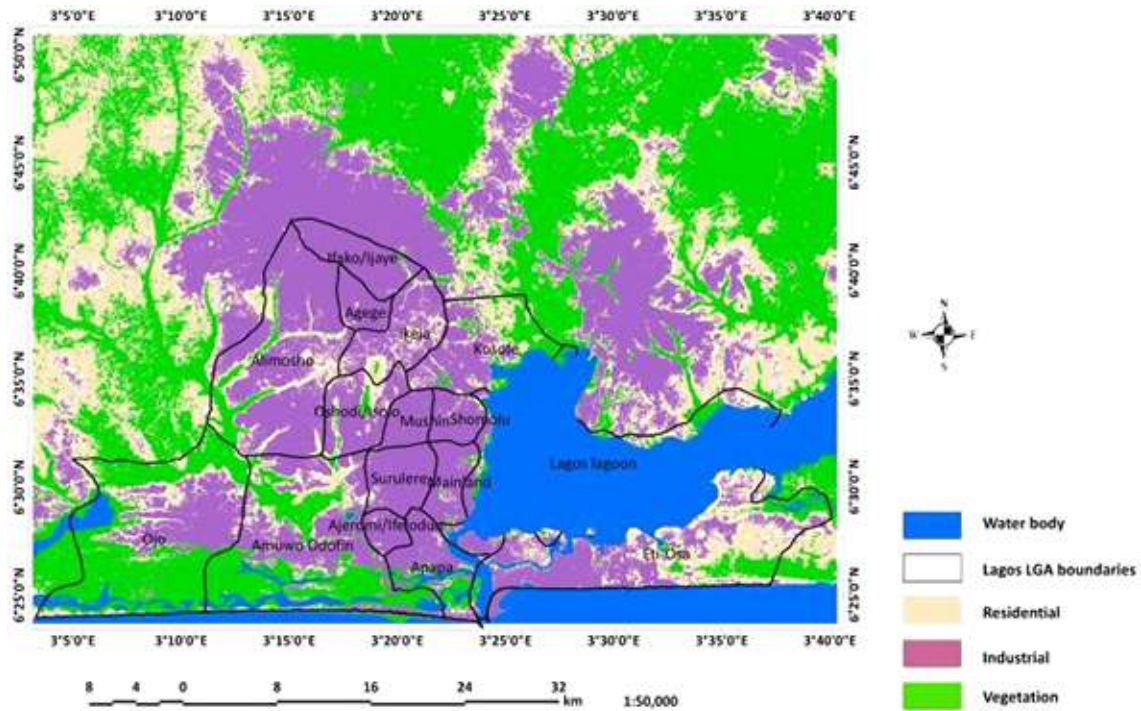 3°5'0"E 3°10'0"E 3°15'0"E 3°20'0"E 3°25'0"E 3°30'0"E 3°35'0"E 3°40'0"E
6°50'0"N 6°50'0"N
6°45'0"N 6°45'0"N
6°40'0"N 6°40'0"N
6°35'0"N 6°35'0"N
6°30'0"N 6°30'0"N
6°25'0"N 6°25'0"N
Ifako/Ijaye
Agege
Ikeja
Alimosho
Kosofe
Oshodi/Isolo
Mushin Shomolu
Lagos lagoon
Surulere Mainland
Ajeromi/Ifelodun
Ojo
Amuwo Odofin
Eti-Osa
Apapa
3°5'0"E 3°10'0"E 3°15'0"E 3°20'0"E 3°25'0"E 3°30'0"E 3°35'0"E 3°40'0"E
8 4 0 8 16 24 32
km
1:50,000
N
W E
S
Water body
Lagos LGA boundaries
Residential
Industrial
Vegetation